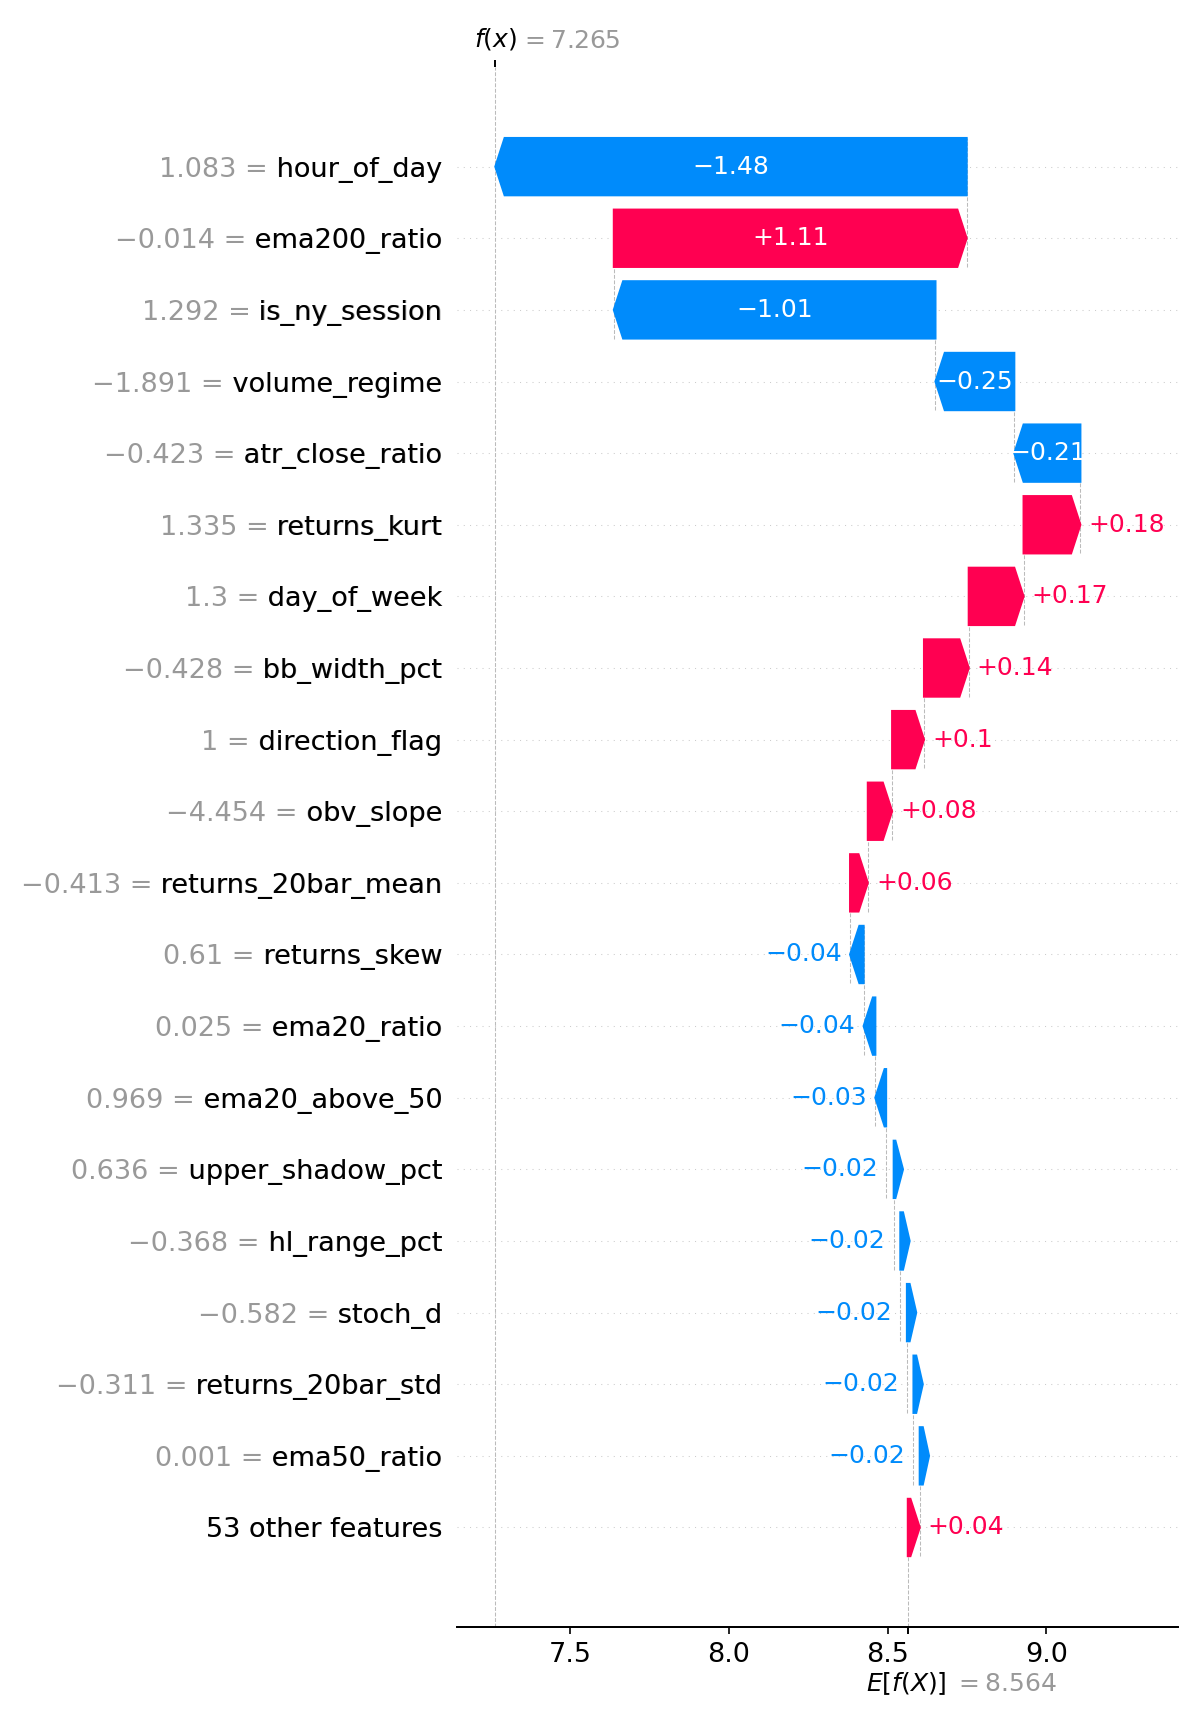 f(x) = 7.265
1.083 = hour_of_day −1.48
−0.014 = ema200_ratio +1.11
1.292 = is_ny_session −1.01
−1.891 = volume_regime −0.25
−0.423 = atr_close_ratio −0.21
1.335 = returns_kurt +0.18
1.3 = day_of_week +0.17
−0.428 = bb_width_pct +0.14
1 = direction_flag +0.1
−4.454 = obv_slope +0.08
−0.413 = returns_20bar_mean +0.06
0.61 = returns_skew −0.04
0.025 = ema20_ratio −0.04
0.969 = ema20_above_50 −0.03
0.636 = upper_shadow_pct −0.02
−0.368 = hl_range_pct −0.02
−0.582 = stoch_d −0.02
−0.311 = returns_20bar_std −0.02
0.001 = ema50_ratio −0.02
53 other features +0.04
7.5 8.0 8.5 9.0
E[f(X)] = 8.564